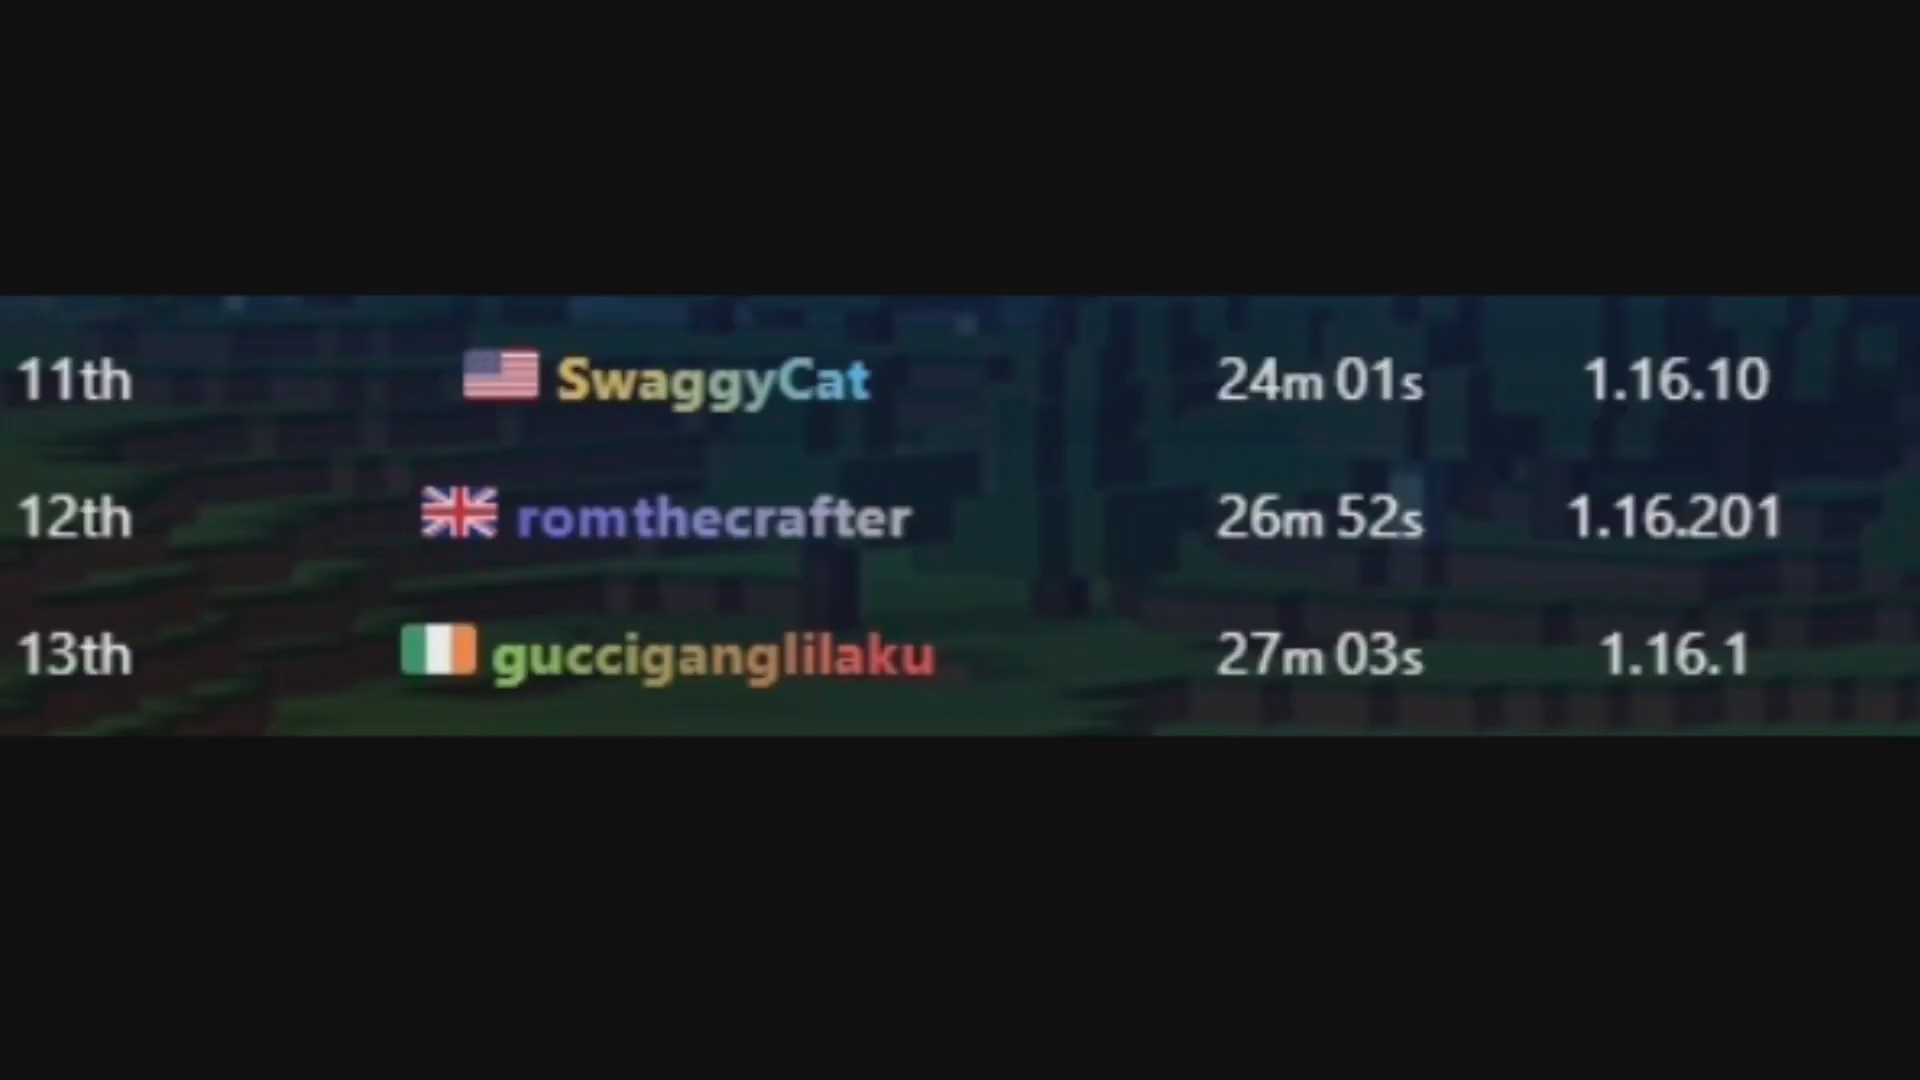 11th SwaggyCat 24m 01s 1.16.10
12th romthecrafter 26m 52s 1.16.201
13th gucciganglilaku 27m 03s 1.16.1